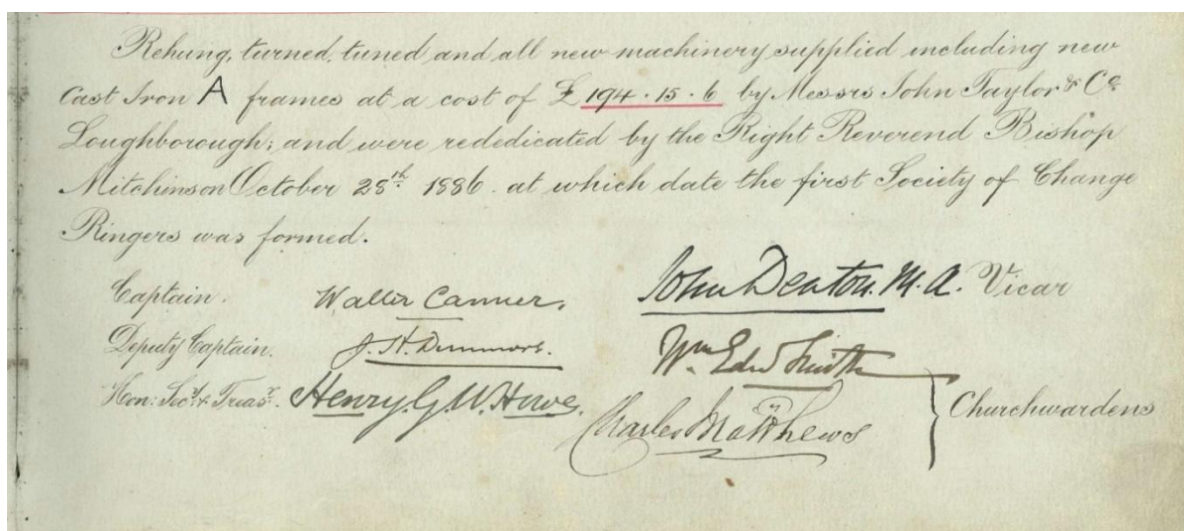 Rehung, turned, tuned and all new machinery supplied including new
Cast Iron A frames at a cost of £194.15.6 by Messrs John Taylor & Co
Loughborough; and were rededicated by the Right Reverend Bishop
Mitchinson October 28th 1886. at which date the first Society of Change
Ringers was formed.
Captain. Walter Canner. John Denton. M.A. Vicar
Deputy Captain. J. H. Wm Edwd Smith
Hon: Secy & Treasr. Henry. G. W. Howe. Charles Matthews } Churchwardens